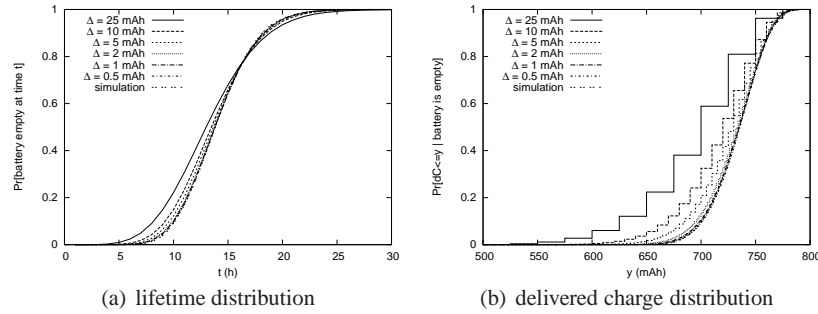 Pr[battery empty at time t]
1
0.8
0.6
0.4
0.2
0
Δ = 25 mAh
Δ = 10 mAh
Δ = 5 mAh
Δ = 2 mAh
Δ = 1 mAh
Δ = 0.5 mAh
simulation
0 5 10 15 20 25 30
t (h)
(a) lifetime distribution
Pr[dC<=y | battery is empty]
1
0.8
0.6
0.4
0.2
0
Δ = 25 mAh
Δ = 10 mAh
Δ = 5 mAh
Δ = 2 mAh
Δ = 1 mAh
Δ = 0.5 mAh
simulation
500 550 600 650 700 750 800
y (mAh)
(b) delivered charge distribution